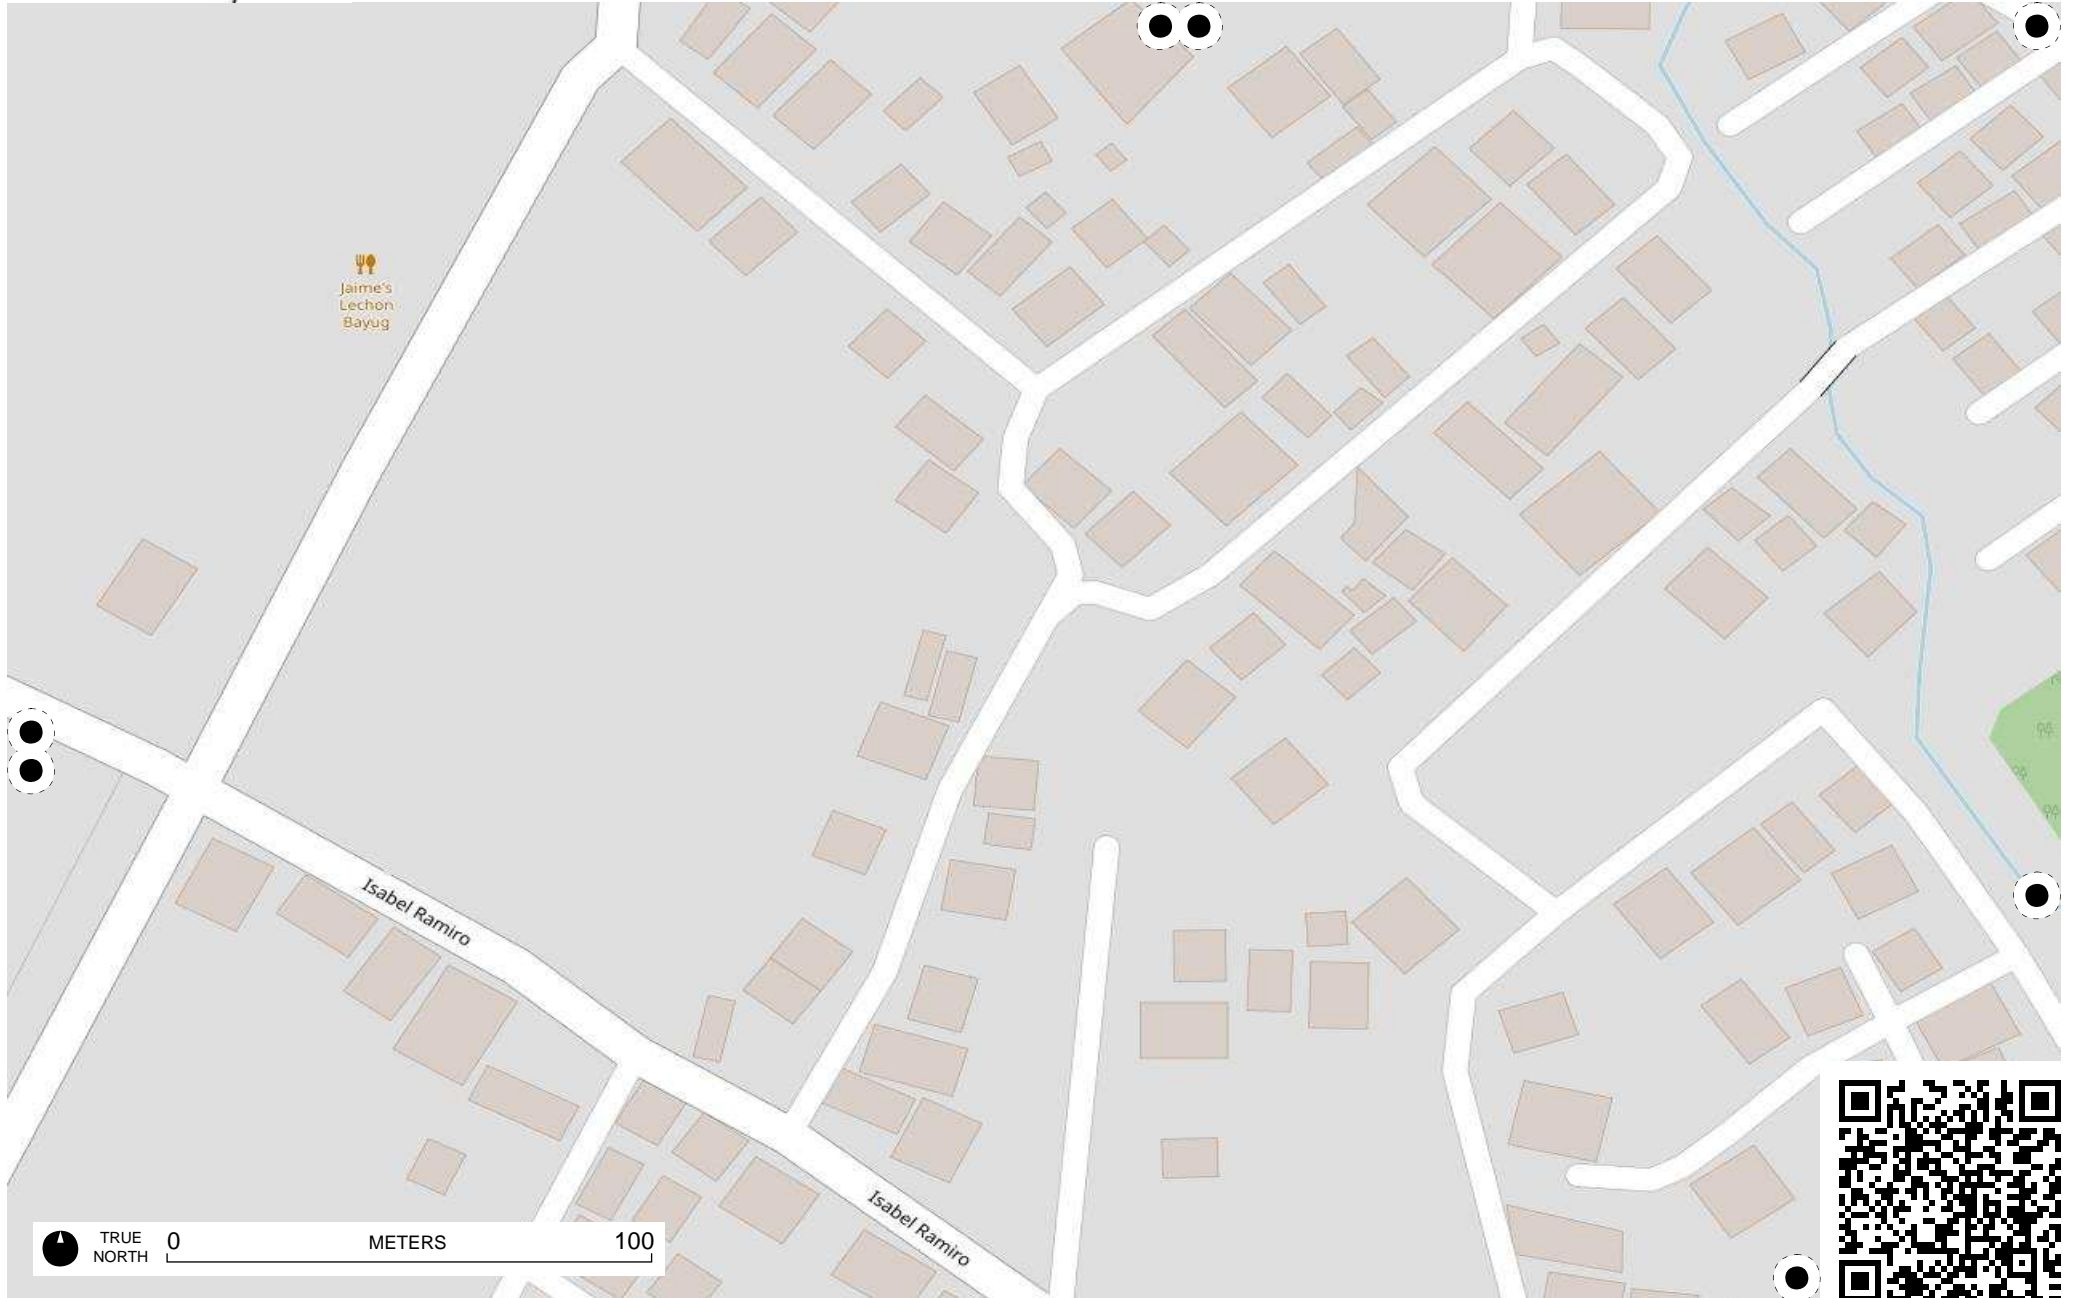 Jaime's
Lechon
Bayug
Isabel Ramiro
Isabel Ramiro
TRUE
NORTH
0 METERS 100